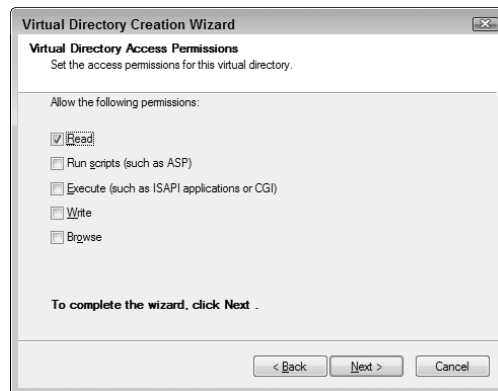 Virtual Directory Creation Wizard
Virtual Directory Access Permissions
Set the access permissions for this virtual directory.
Allow the following permissions:
Read
Run scripts (such as ASP)
Execute (such as ISAPI applications or CGI)
Write
Browse
To complete the wizard, click Next .
< Back Next > Cancel